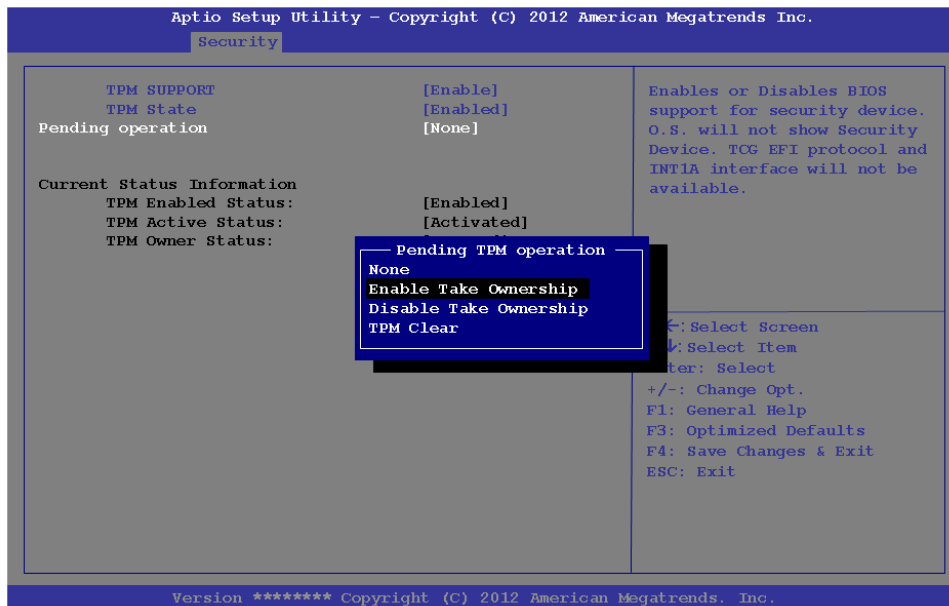 Aptio Setup Utility – Copyright (C) 2012 American Megatrends Inc.
Security
TPM SUPPORT [Enable]
TPM State [Enabled]
Pending operation [None]
Current Status Information
TPM Enabled Status: [Enabled]
TPM Active Status: [Activated]
TPM Owner Status:
Pending TPM operation
None
Enable Take Ownership
Disable Take Ownership
TPM Clear
Enables or Disables BIOS
support for security device.
O.S. will not show Security
Device. TCG EFI protocol and
INT1A interface will not be
available.
←:Select Screen
↓:Select Item
ter: Select
+/-: Change Opt.
F1: General Help
F3: Optimized Defaults
F4: Save Changes & Exit
ESC: Exit
Version ******** Copyright (C) 2012 American Megatrends. Inc.